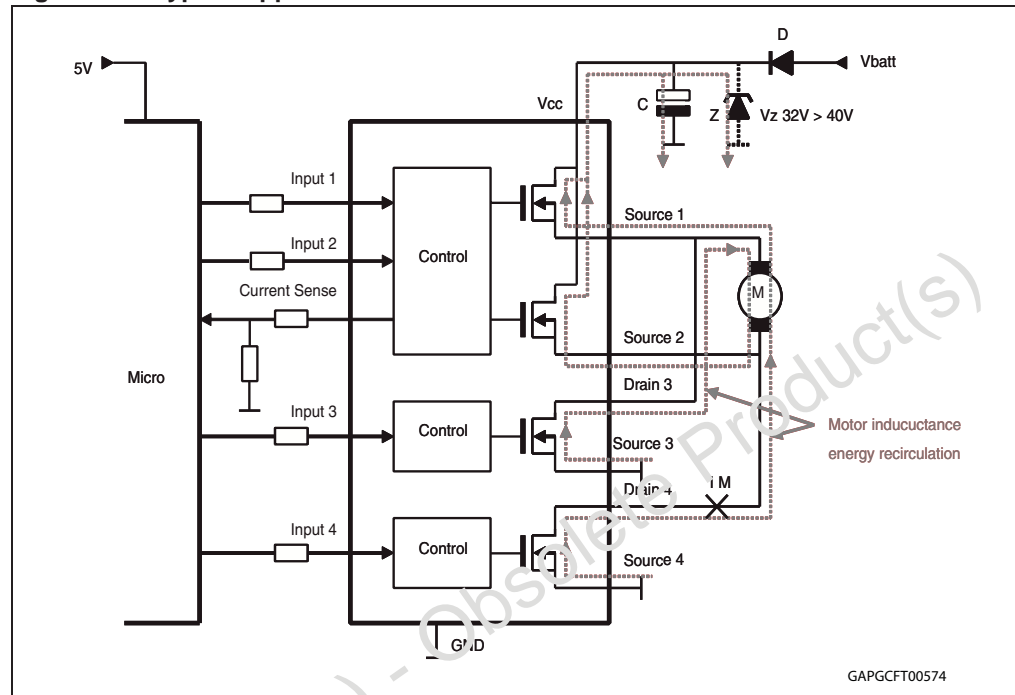 D
5V
Vbatt
Vcc
C
Z
Vz 32V > 40V
Input 1
Source 1
Input 2
Control
M
Current Sense
Source 2
Micro
Drain 3
Input 3
Control
Source 3
Motor inducuctance
energy recirculation
Drain 4
i M
Input 4
Control
Source 4
GND
) - Obsolete Product(s)
GAPGCFT00574